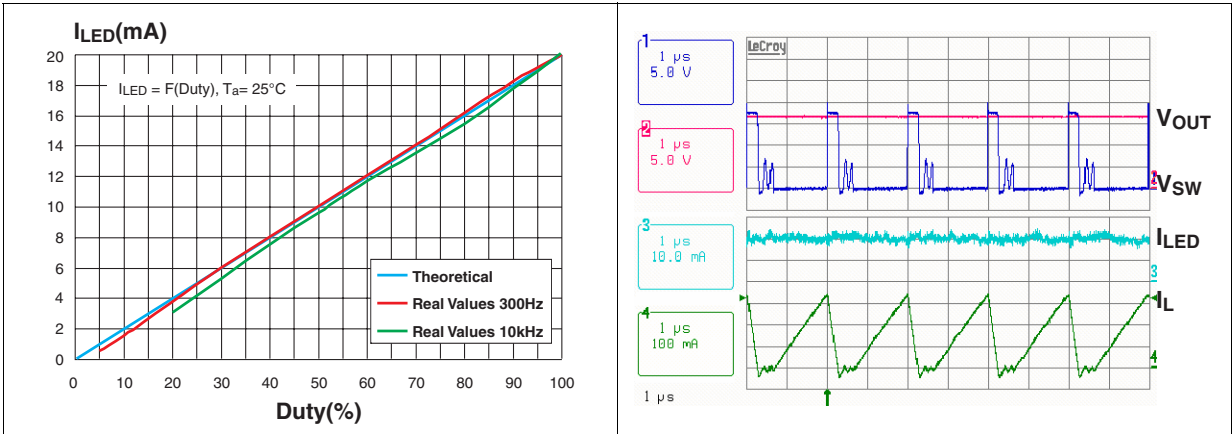 ILED(mA)
20
18
16
14
12
10
8
6
4
2
0
ILED = F(Duty), Ta= 25°C
Theoretical
Real Values 300Hz
Real Values 10kHz
0 10 20 30 40 50 60 70 80 90 100
Duty(%)
LeCroy
1
1 µs
5.0 V
2
1 µs
5.0 V
3
1 µs
10.0 mA
4
1 µs
100 mA
1 µs
VOUT
2
VSW
ILED
3
IL
4